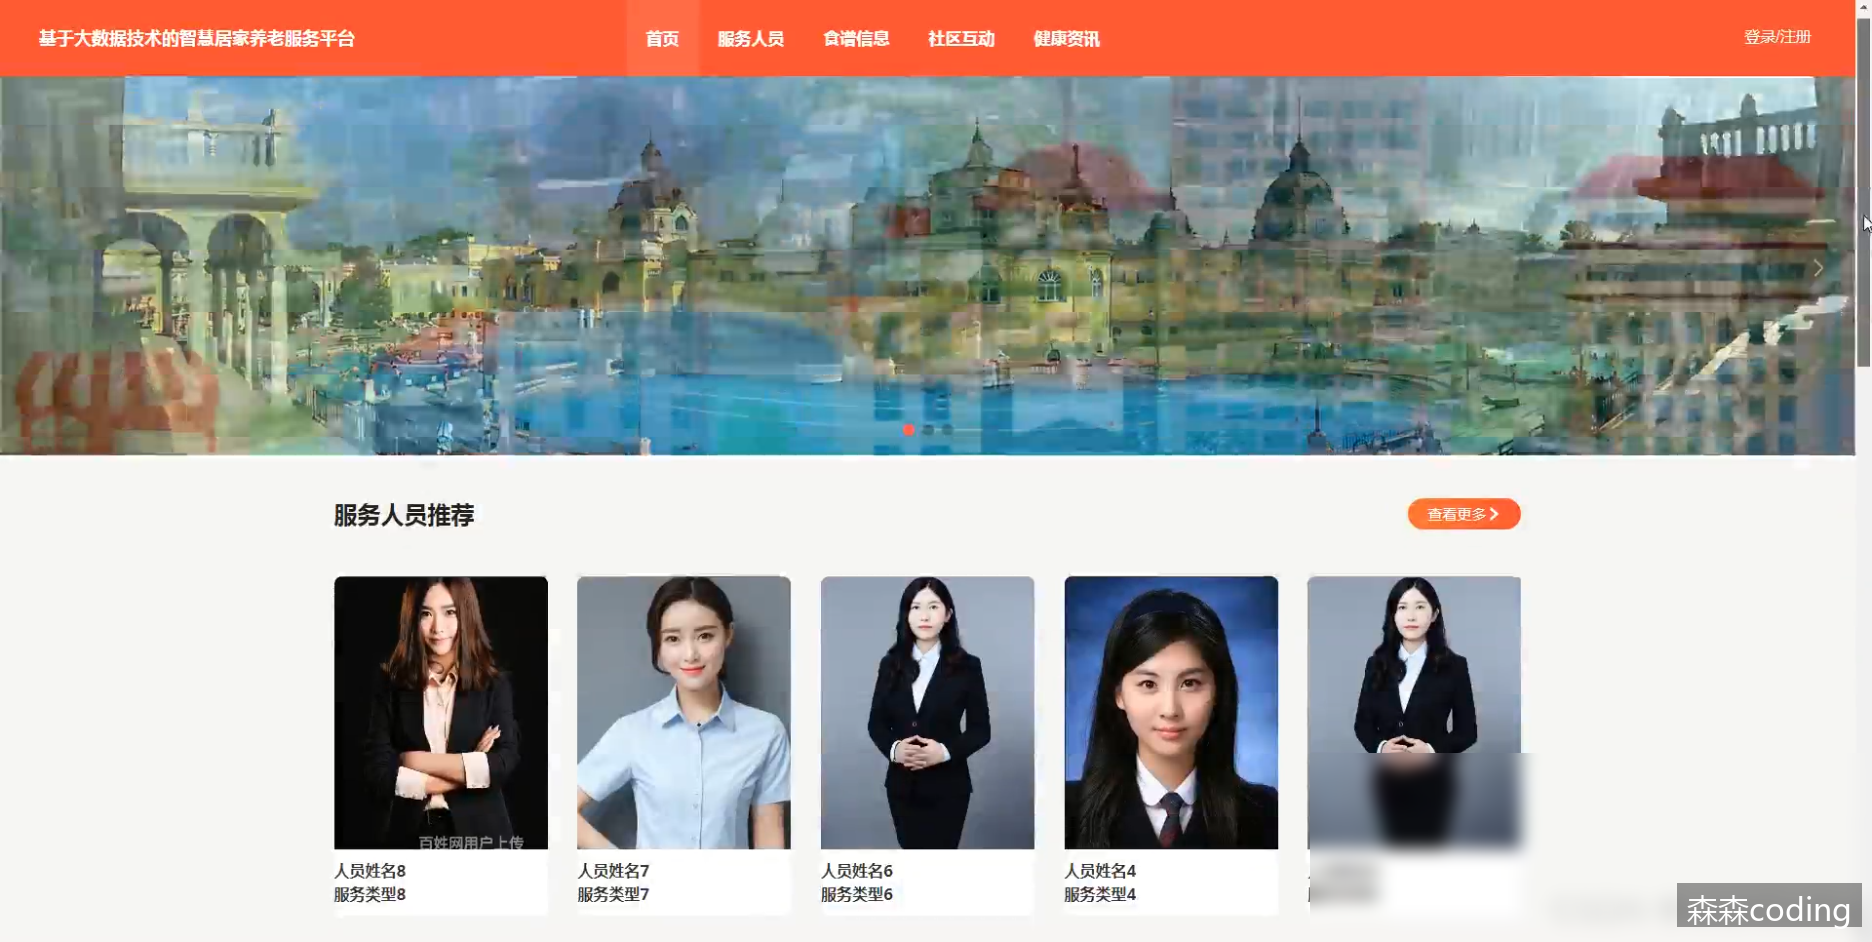 基于大数据技术的智慧居家养老服务平台
首页 服务人员 食谱信息 社区互动 健康资讯
登录/注册
服务人员推荐
查看更多
百姓网用户上传
人员姓名8
服务类型8
人员姓名7
服务类型7
人员姓名6
服务类型6
人员姓名4
服务类型4
森森coding